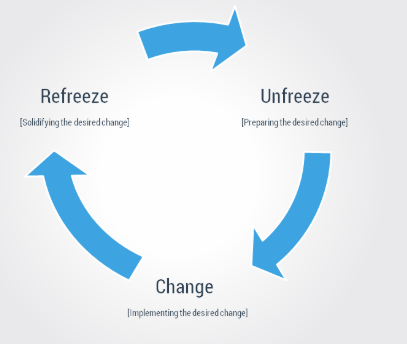 Refreeze
[Solidifying the desired change]
Unfreeze
[Preparing the desired change]
Change
[Implementing the desired change]